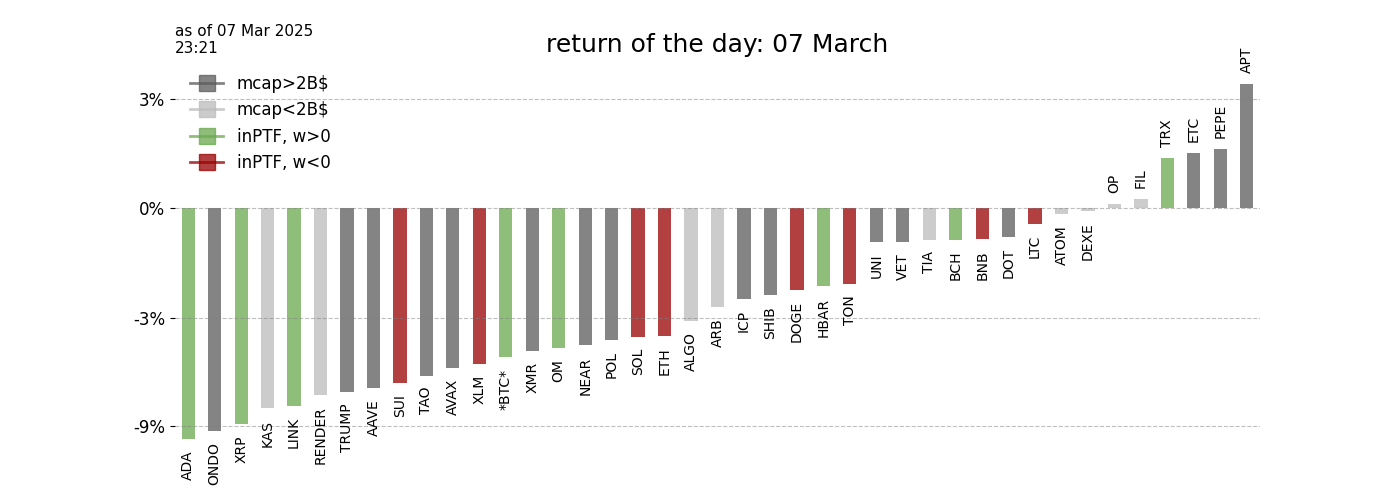 as of 07 Mar 2025
23:21
return of the day: 07 March
mcap>2B$
mcap<2B$
inPTF, w>0
inPTF, w<0
3%
0%
-3%
-9%
ADA
ONDO
XRP
KAS
LINK
RENDER
TRUMP
AAVE
SUI
TAO
AVAX
XLM
*BTC*
XMR
OM
NEAR
POL
SOL
ETH
ALGO
ARB
ICP
SHIB
DOGE
HBAR
TON
UNI
VET
TIA
BCH
BNB
DOT
LTC
ATOM
DEXE
OP
FIL
TRX
ETC
PEPE
APT